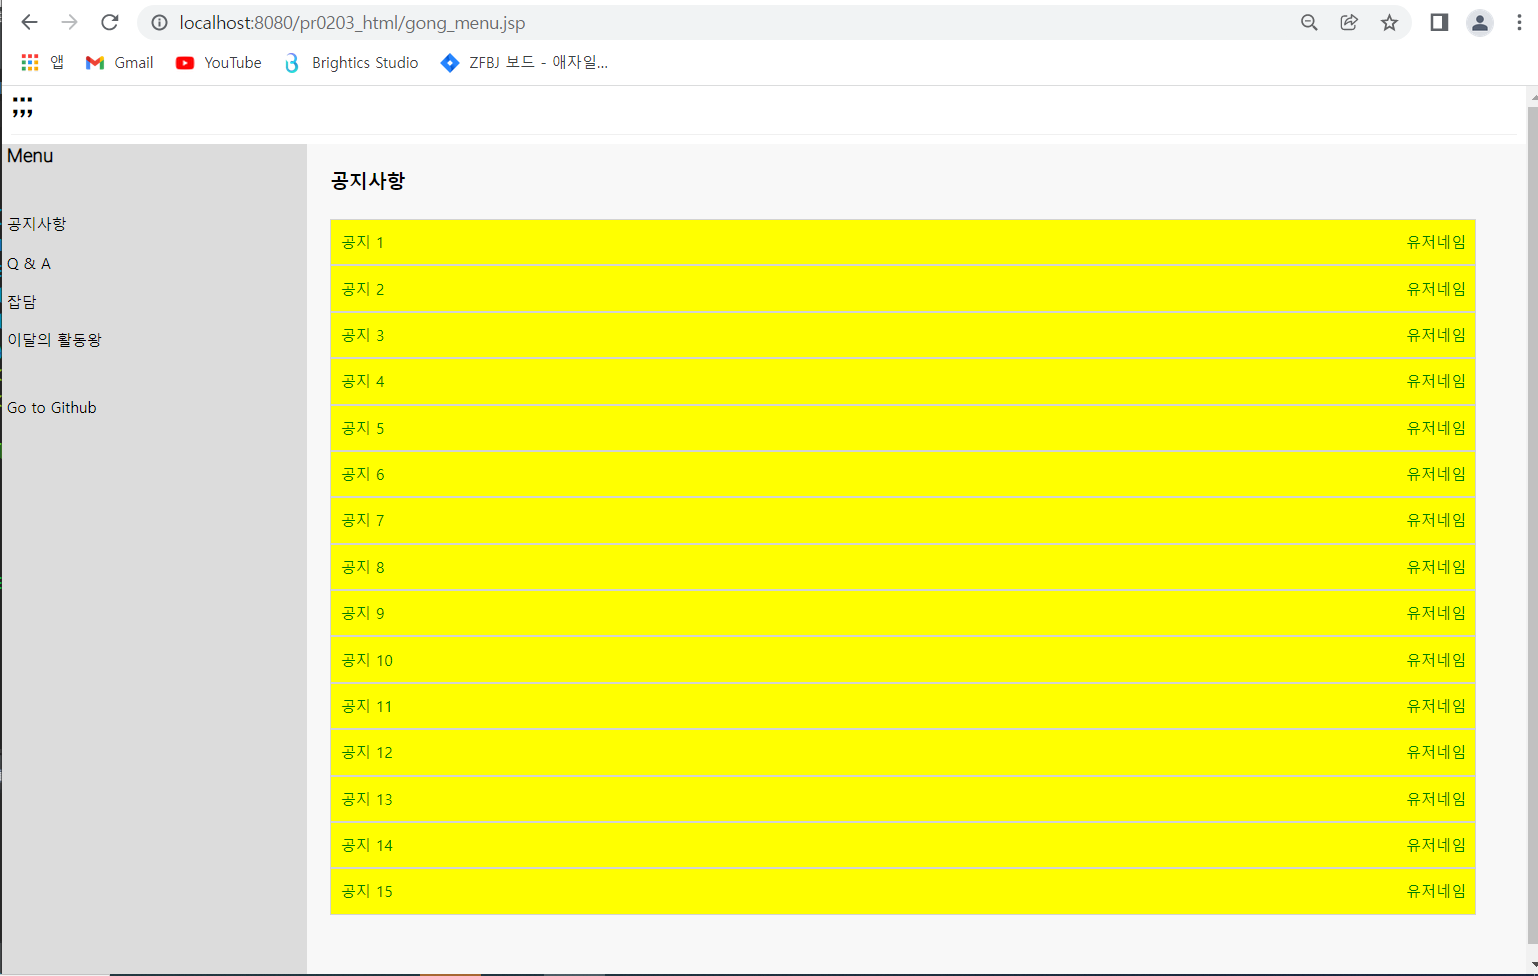 localhost:8080/pr0203_html/gong_menu.jsp
앱 Gmail YouTube Brightics Studio ZFBJ 보드 - 애자일...
;;;
Menu
공지사항
Q & A
잡담
이달의 활동왕
Go to Github
공지사항
공지 1 유저네임
공지 2 유저네임
공지 3 유저네임
공지 4 유저네임
공지 5 유저네임
공지 6 유저네임
공지 7 유저네임
공지 8 유저네임
공지 9 유저네임
공지 10 유저네임
공지 11 유저네임
공지 12 유저네임
공지 13 유저네임
공지 14 유저네임
공지 15 유저네임